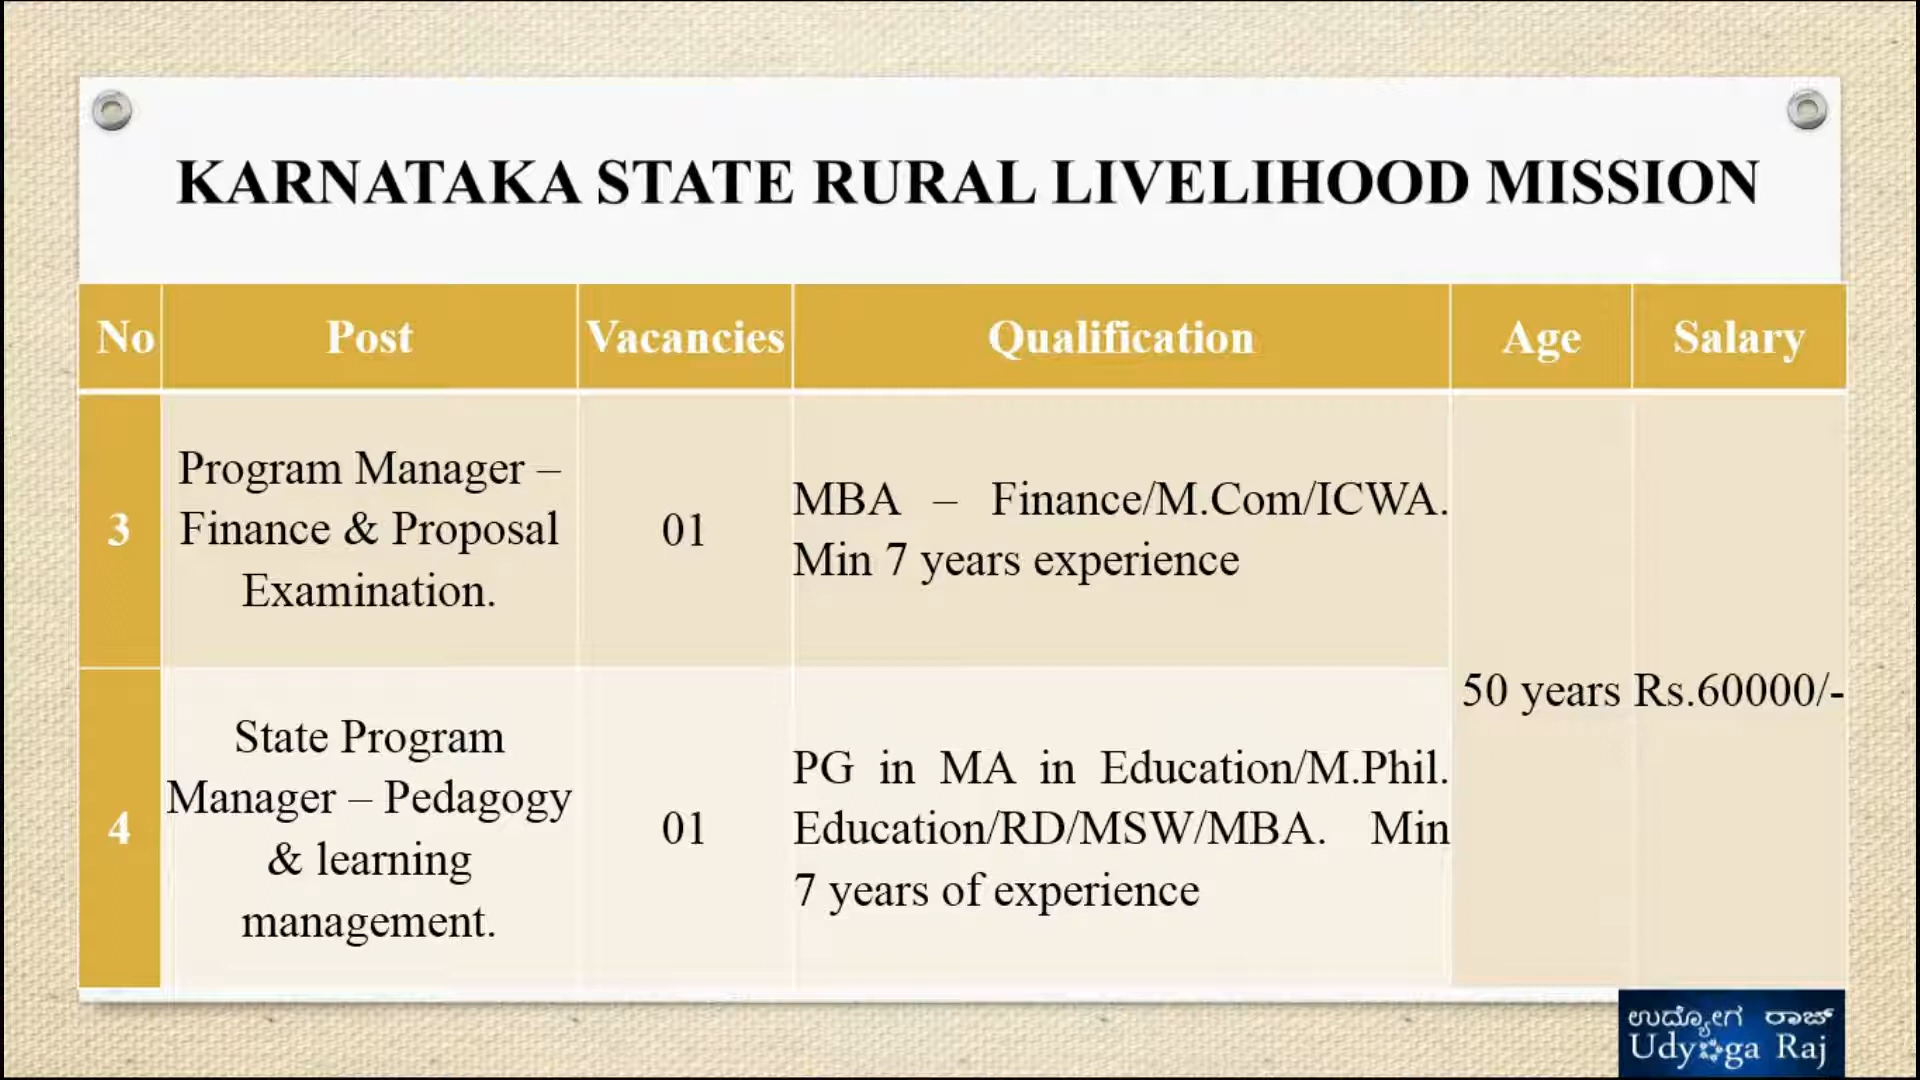 KARNATAKA STATE RURAL LIVELIHOOD MISSION
No Post Vacancies Qualification Age Salary
3
Program Manager –
Finance & Proposal
Examination.
01
MBA – Finance/M.Com/ICWA.
Min 7 years experience
50 years Rs.60000/-
4
State Program
Manager – Pedagogy
& learning
management.
01
PG in MA in Education/M.Phil.
Education/RD/MSW/MBA. Min
7 years of experience
ಉದ್ಯೋಗ ರಾಜ್
Udyoga Raj